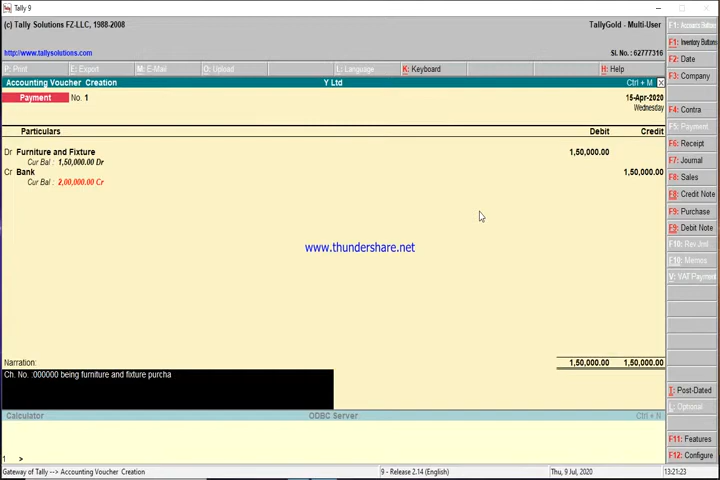 Tally 9
(c) Tally Solutions FZ-LLC, 1988-2008
TallyGold - Multi-User
http://www.tallysolutions.com
Sl. No.: 62777316
P: Print E: Export M: E-Mail O: Upload L: Language K: Keyboard H: Help
Accounting Voucher Creation Y Ltd Ctrl + M X
Payment No. 1 15-Apr-2020
Wednesday
Particulars Debit Credit
Dr Furniture and Fixture 1,50,000.00
Cur Bal : 1,50,000.00 Dr
Cr Bank 1,50,000.00
Cur Bal : 2,00,000.00 Cr
www.thundershare.net
Narration: 1,50,000.00 1,50,000.00
Ch. No. :000000 being furniture and fixture purcha
Calculator ODBC Server Ctrl + N
1 >
Gateway of Tally --> Accounting Voucher Creation 9 - Release 2.14 (English) Thu, 9 Jul, 2020 13:21:23
F1: Accounts Buttons
F1: Inventory Buttons
F2: Date
F3: Company
F4: Contra
F5: Payment
F6: Receipt
F7: Journal
F8: Sales
F8: Credit Note
F9: Purchase
F9: Debit Note
F10: Rev Jrnl
F10: Memos
V: VAT Payment
T: Post-Dated
L: Optional
F11: Features
F12: Configure